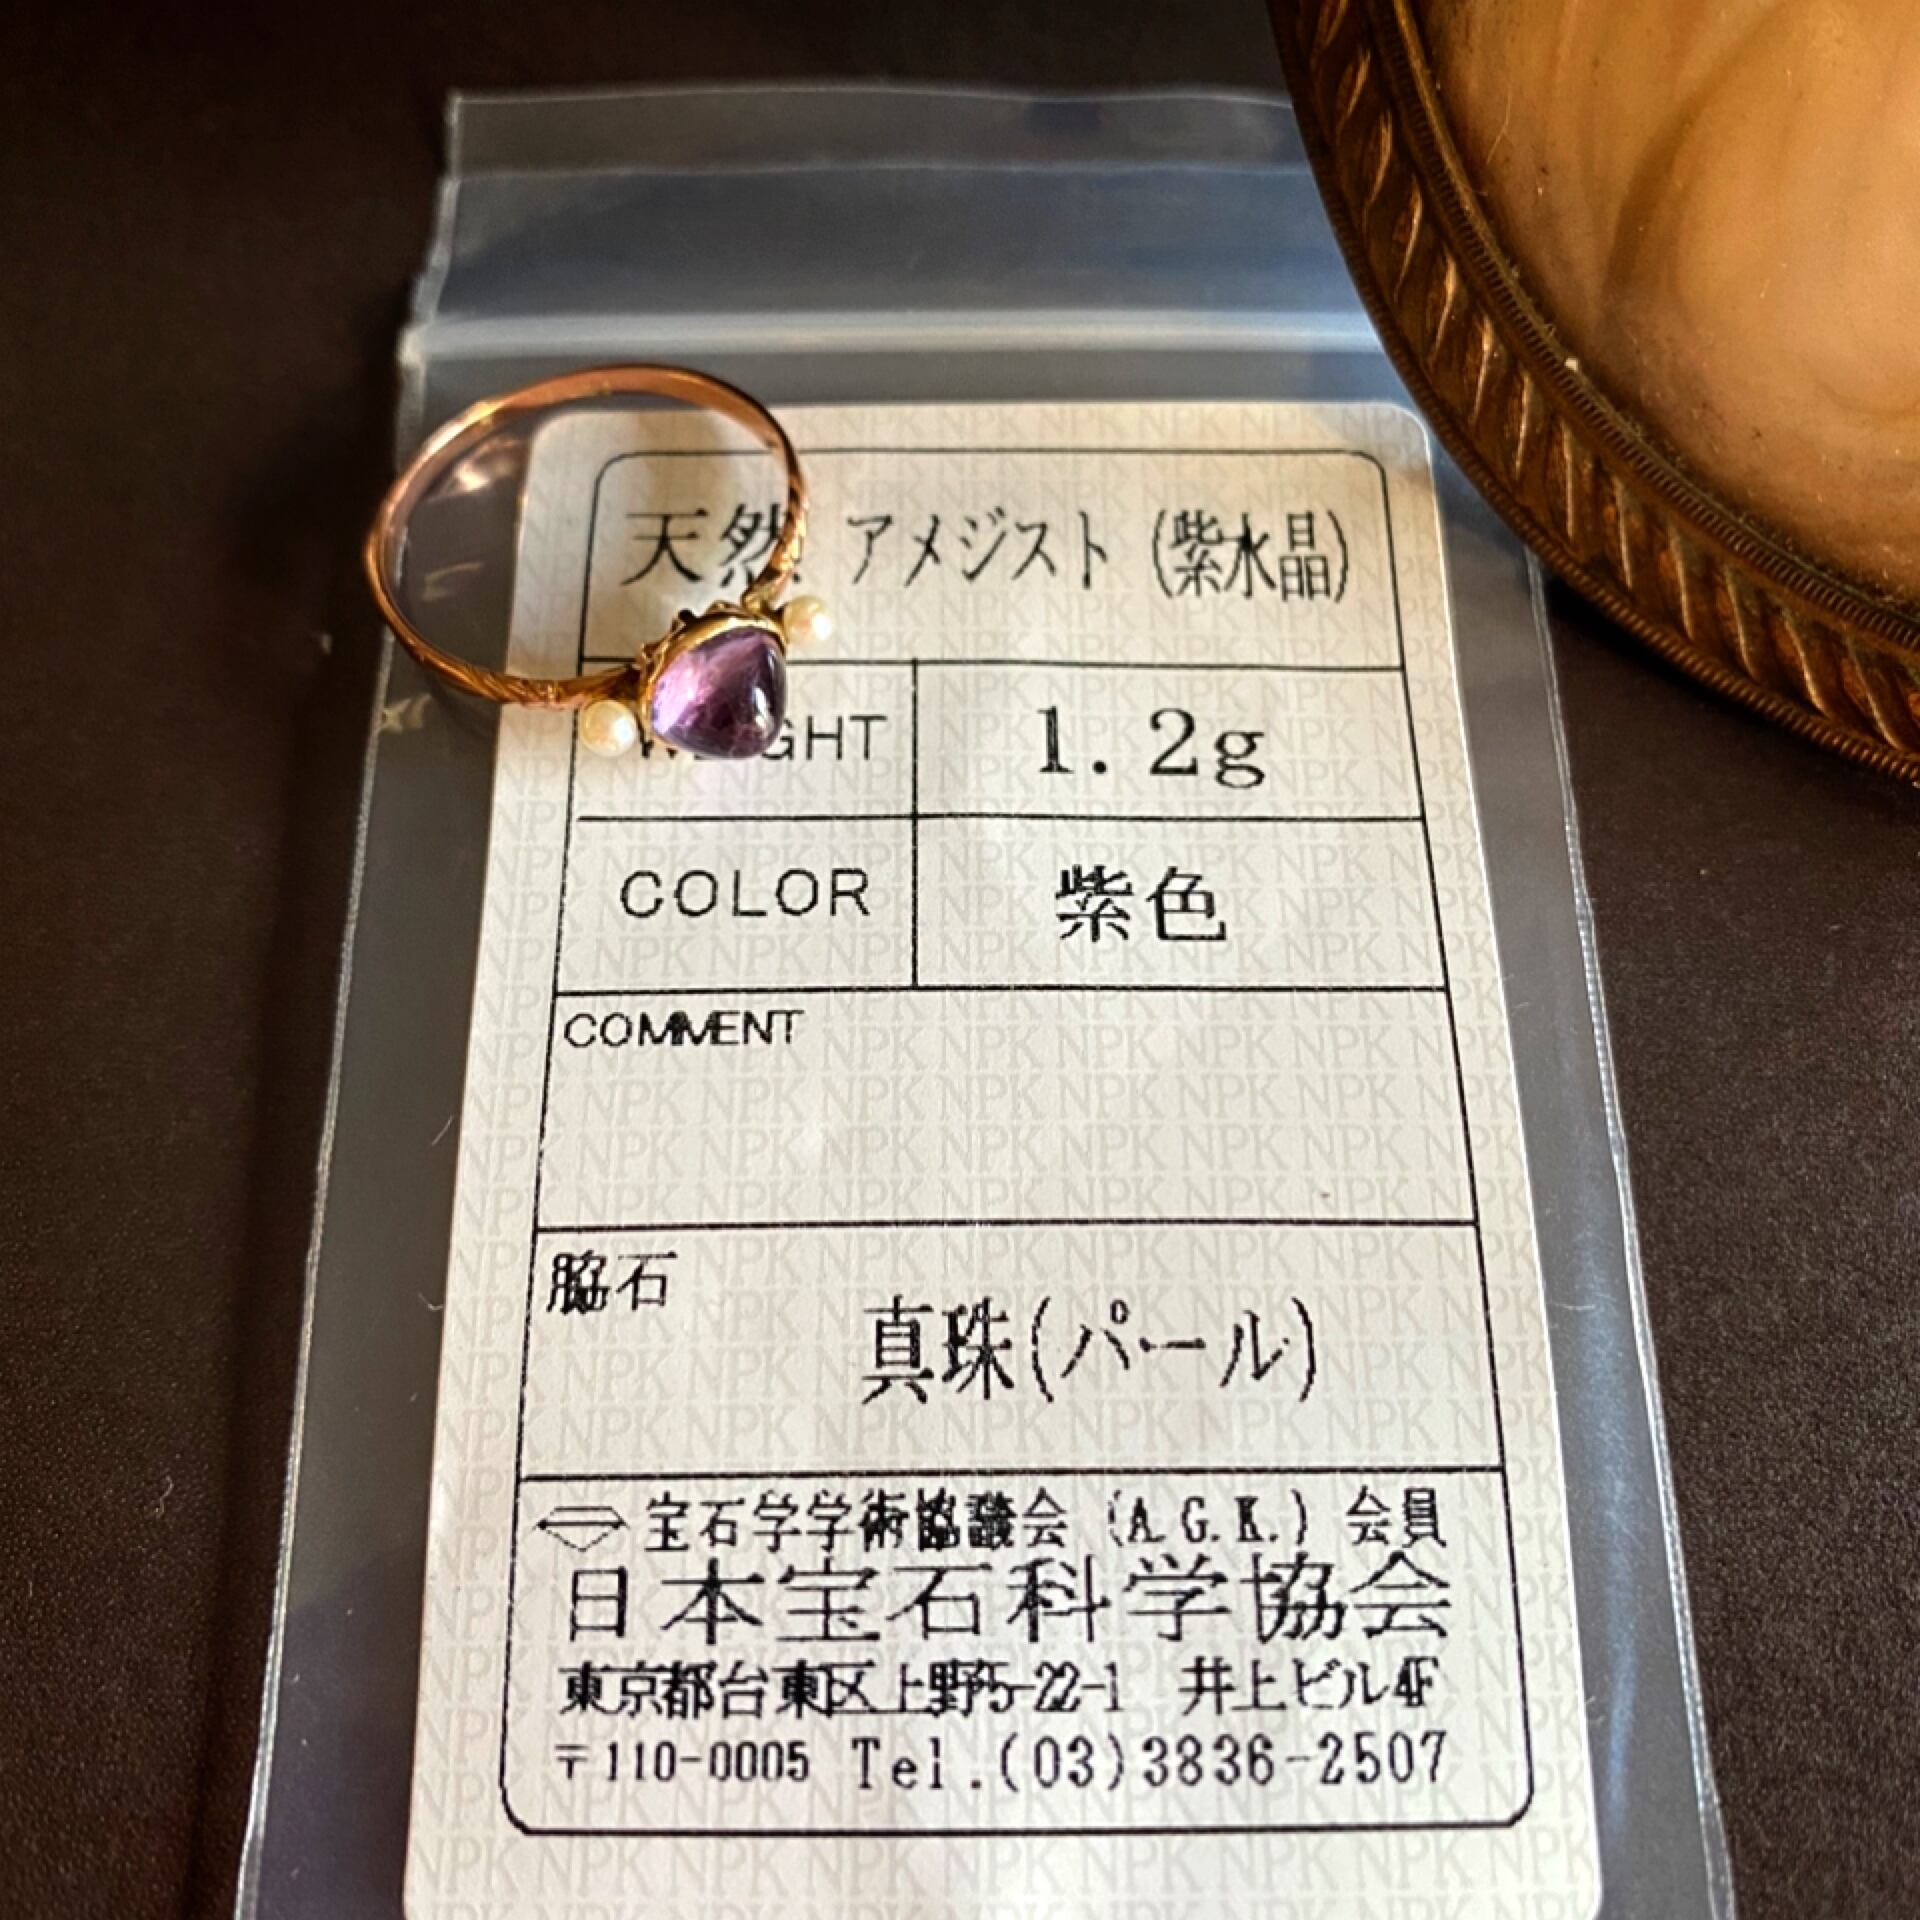 天然 アメジスト (紫水晶)
WEIGHT 1.2g
COLOR 紫色
COMMENT
脇石
真珠(パール)
宝石学学術協議会 (A.G.K.) 会員
日本宝石科学協会
東京都台東区上野5-22-1 井上ビル4F
〒110-0005 Tel.(03)3836-2507